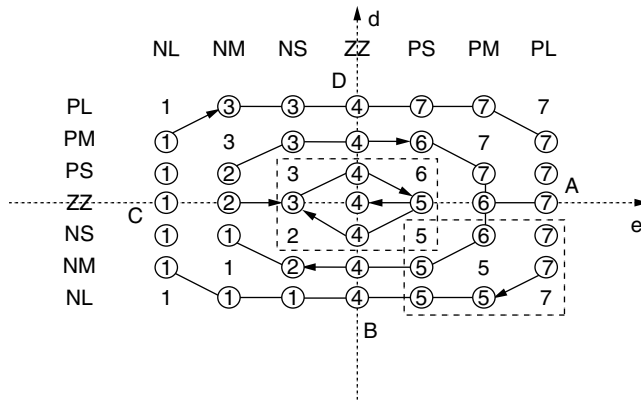 d
NL NM NS ZZ PS PM PL
D
PL 1 3 3 4 7 7 7
PM 1 3 3 4 6 7 7
PS 1 2 3 4 6 7 7
A
ZZ 1 2 3 4 5 6 7
C
e
NS 1 1 2 4 5 6 7
NM 1 1 2 4 5 5 7
NL 1 1 1 4 5 5 7
B